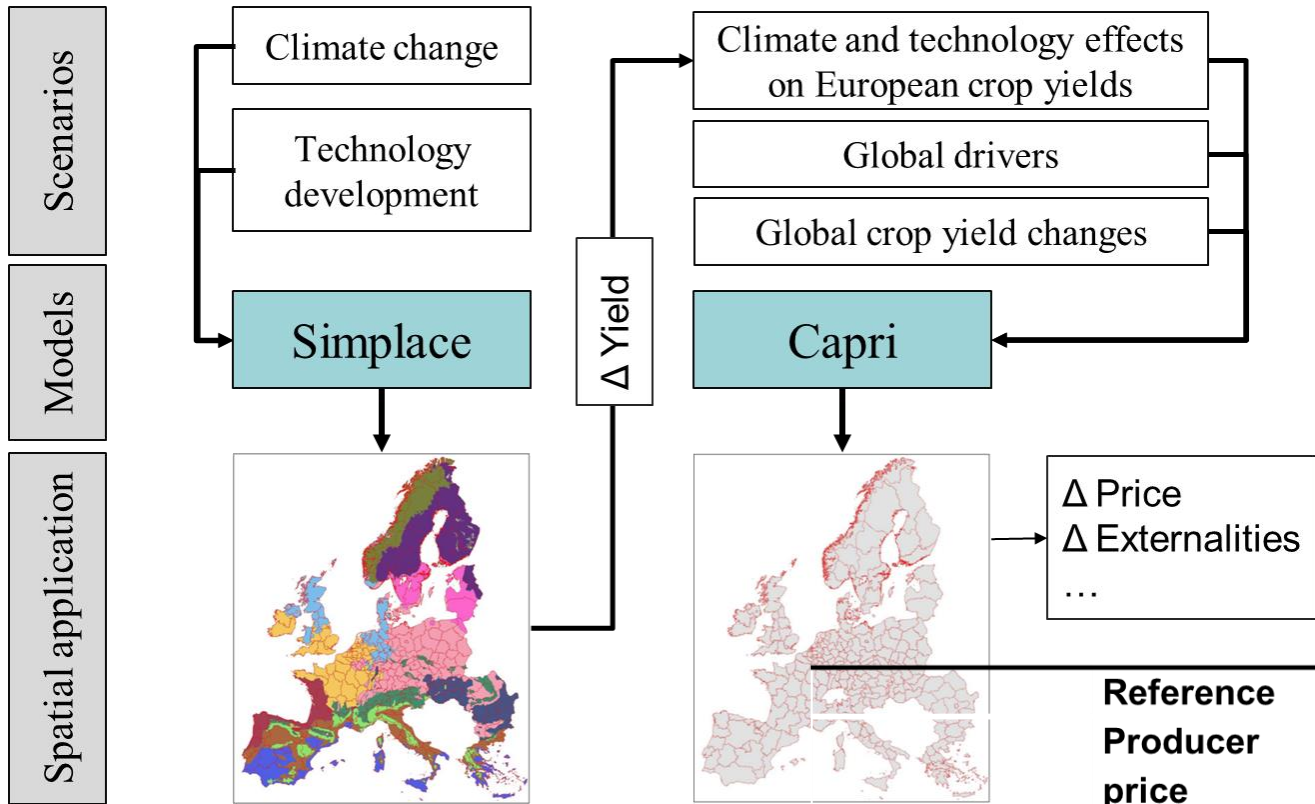 Scenarios
Climate change
Technology
development
Climate and technology effects
on European crop yields
Global drivers
Global crop yield changes
Models
Simplace
Δ Yield
Capri
Spatial application
Δ Price
Δ Externalities
…
Reference
Producer
price